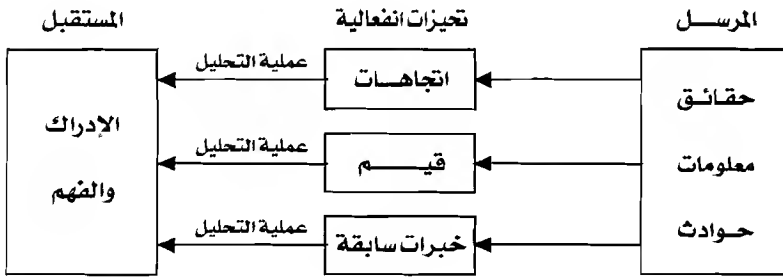 المرسل
تحيزات انفعالية
المستقبل
حقائق
معلومات
حوادث
اتجاهات
قيم
خبرات سابقة
عملية التحليل
عملية التحليل
عملية التحليل
الإدراك
والفهم